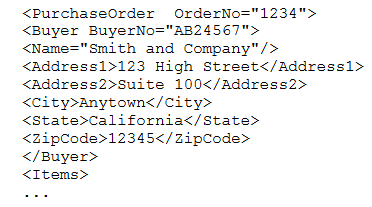 <PurchaseOrder  OrderNo="1234">
<Buyer BuyerNo="AB24567">
<Name="Smith and Company"/>
<Address1>123 High Street</Address1>
<Address2>Suite 100</Address2>
<City>Anytown</City>
<State>California</State>
<ZipCode>12345</ZipCode>
</Buyer>
<Items>
...